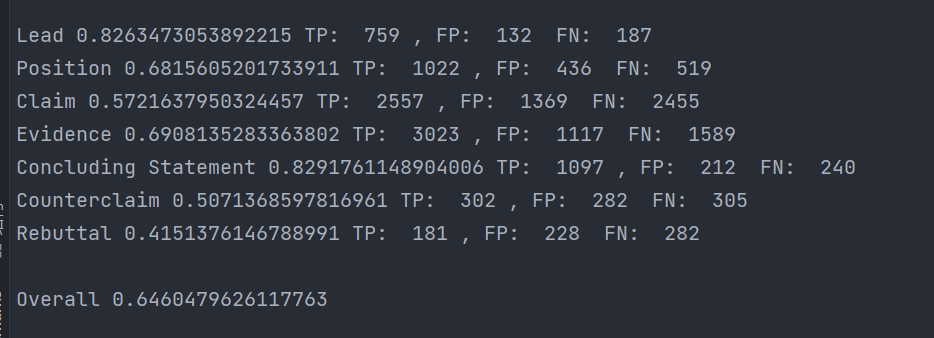 Lead 0.8263473053892215 TP:  759 , FP:  132  FN:  187
Position 0.6815605201733911 TP:  1022 , FP:  436  FN:  519
Claim 0.5721637950324457 TP:  2557 , FP:  1369  FN:  2455
Evidence 0.6908135283363802 TP:  3023 , FP:  1117  FN:  1589
Concluding Statement 0.8291761148904006 TP:  1097 , FP:  212  FN:  240
Counterclaim 0.5071368597816961 TP:  302 , FP:  282  FN:  305
Rebuttal 0.4151376146788991 TP:  181 , FP:  228  FN:  282
Overall 0.6460479626117763